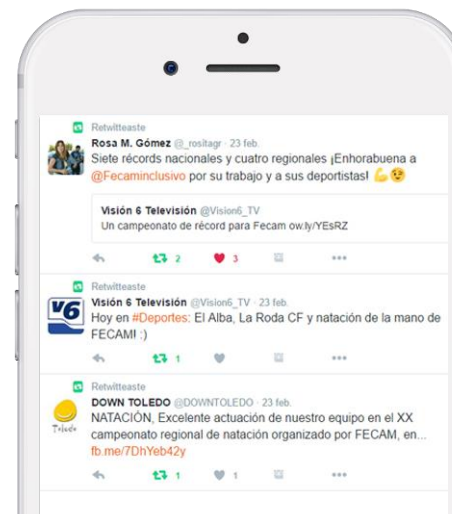 Retwitteaste
Rosa M. Gómez @_rositagr · 23 feb.
Siete récords nacionales y cuatro regionales ¡Enhorabuena a
@Fecaminclusivo por su trabajo y a sus deportistas! 💪😉
Visión 6 Televisión @Vision6_TV
Un campeonato de récord para Fecam ow.ly/YEsRZ
2 3
Retwitteaste
V6
Visión 6 Televisión @Vision6_TV · 23 feb.
Hoy en #Deportes: El Alba, La Roda CF y natación de la mano de
FECAM! :)
1
Retwitteaste
DOWN TOLEDO @DOWNTOLEDO · 23 feb.
Toledo
NATACIÓN, Excelente actuación de nuestro equipo en el XX
campeonato regional de natación organizado por FECAM, en...
fb.me/7DhYeb42y
1 1